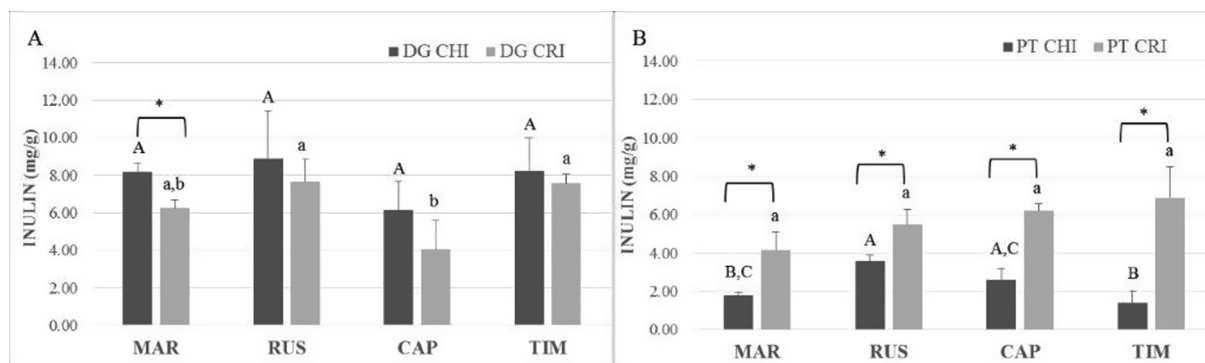 A
DG CHI DG CRI
14.00
12.00
10.00
8.00
6.00
4.00
2.00
0.00
INULIN (mg/g)
*
A
a,b
A
a
A
b
A
a
MAR RUS CAP TIM
B
PT CHI PT CRI
14.00
12.00
10.00
8.00
6.00
4.00
2.00
0.00
INULIN (mg/g)
*
B,C
a
*
A
a
*
A,C
a
*
B
a
MAR RUS CAP TIM